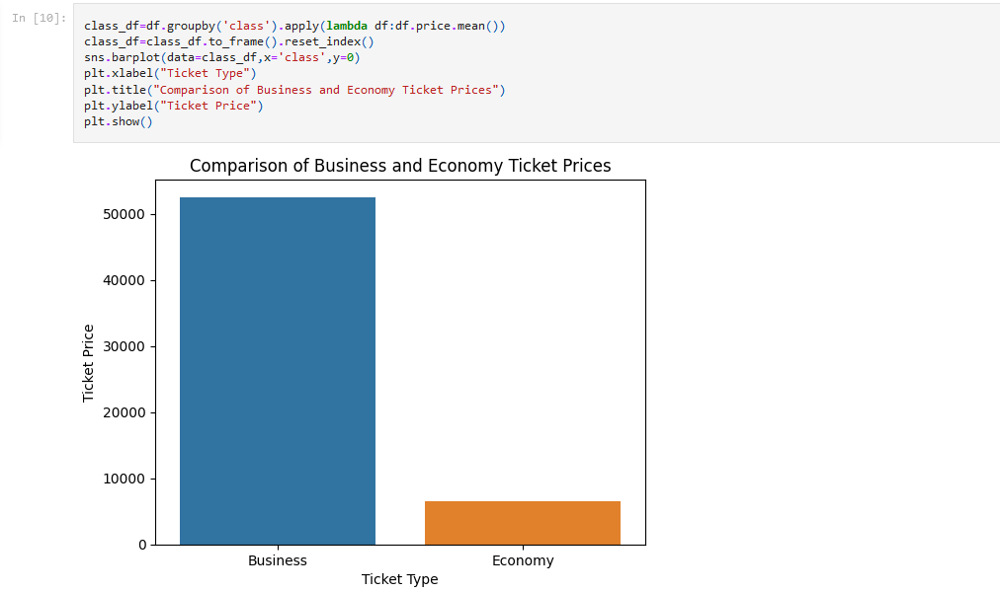 In [10]:
class_df=df.groupby('class').apply(lambda df:df.price.mean())
class_df=class_df.to_frame().reset_index()
sns.barplot(data=class_df,x='class',y=0)
plt.xlabel("Ticket Type")
plt.title("Comparison of Business and Economy Ticket Prices")
plt.ylabel("Ticket Price")
plt.show()
Comparison of Business and Economy Ticket Prices
50000
40000
30000
20000
10000
0
Ticket Price
Business Economy
Ticket Type